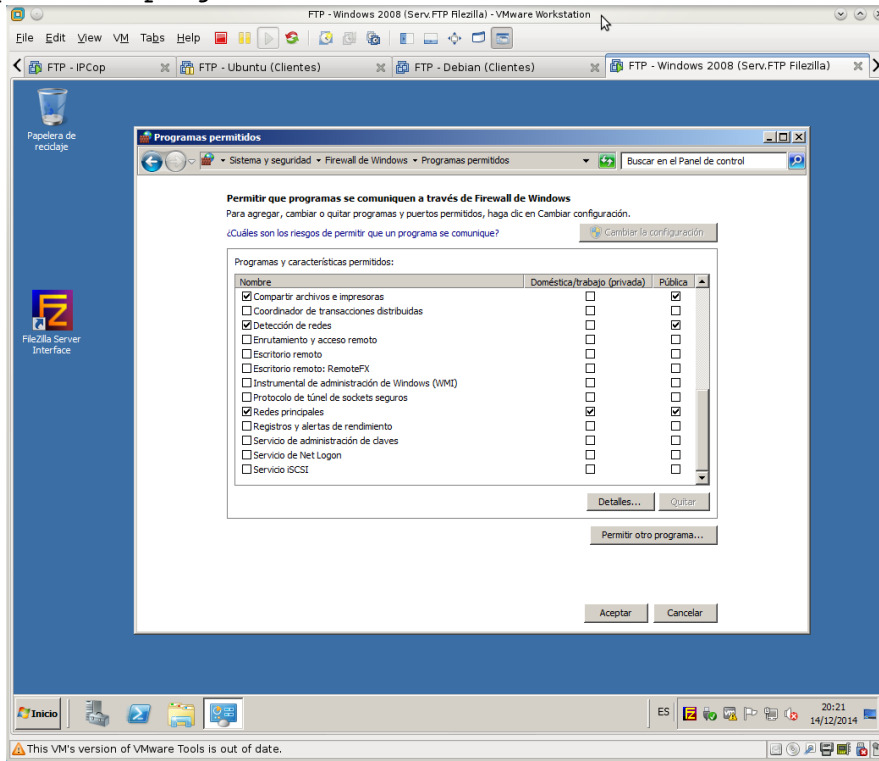 FTP - Windows 2008 (Serv.FTP Filezilla) - VMware Workstation
File Edit View VM Tabs Help
FTP - IPCop
FTP - Ubuntu (Clientes)
FTP - Debian (Clientes)
FTP - Windows 2008 (Serv.FTP Filezilla)
Papelera de
reciclaje
FileZilla Server
Interface
Programas permitidos
Sistema y seguridad
Firewall de Windows
Programas permitidos
Buscar en el Panel de control
Permitir que programas se comuniquen a través de Firewall de Windows
Para agregar, cambiar o quitar programas y puertos permitidos, haga clic en Cambiar configuración.
¿Cuáles son los riesgos de permitir que un programa se comunique?
Cambiar la configuración
Programas y características permitidos:
Nombre Doméstica/trabajo (privada) Pública
Compartir archivos e impresoras
Coordinador de transacciones distribuidas
Detección de redes
Enrutamiento y acceso remoto
Escritorio remoto
Escritorio remoto: RemoteFX
Instrumental de administración de Windows (WMI)
Protocolo de túnel de sockets seguros
Redes principales
Registros y alertas de rendimiento
Servicio de administración de claves
Servicio de Net Logon
Servicio iSCSI
Detalles... Quitar
Permitir otro programa...
Aceptar Cancelar
Inicio
ES
20:21
14/12/2014
This VM's version of VMware Tools is out of date.